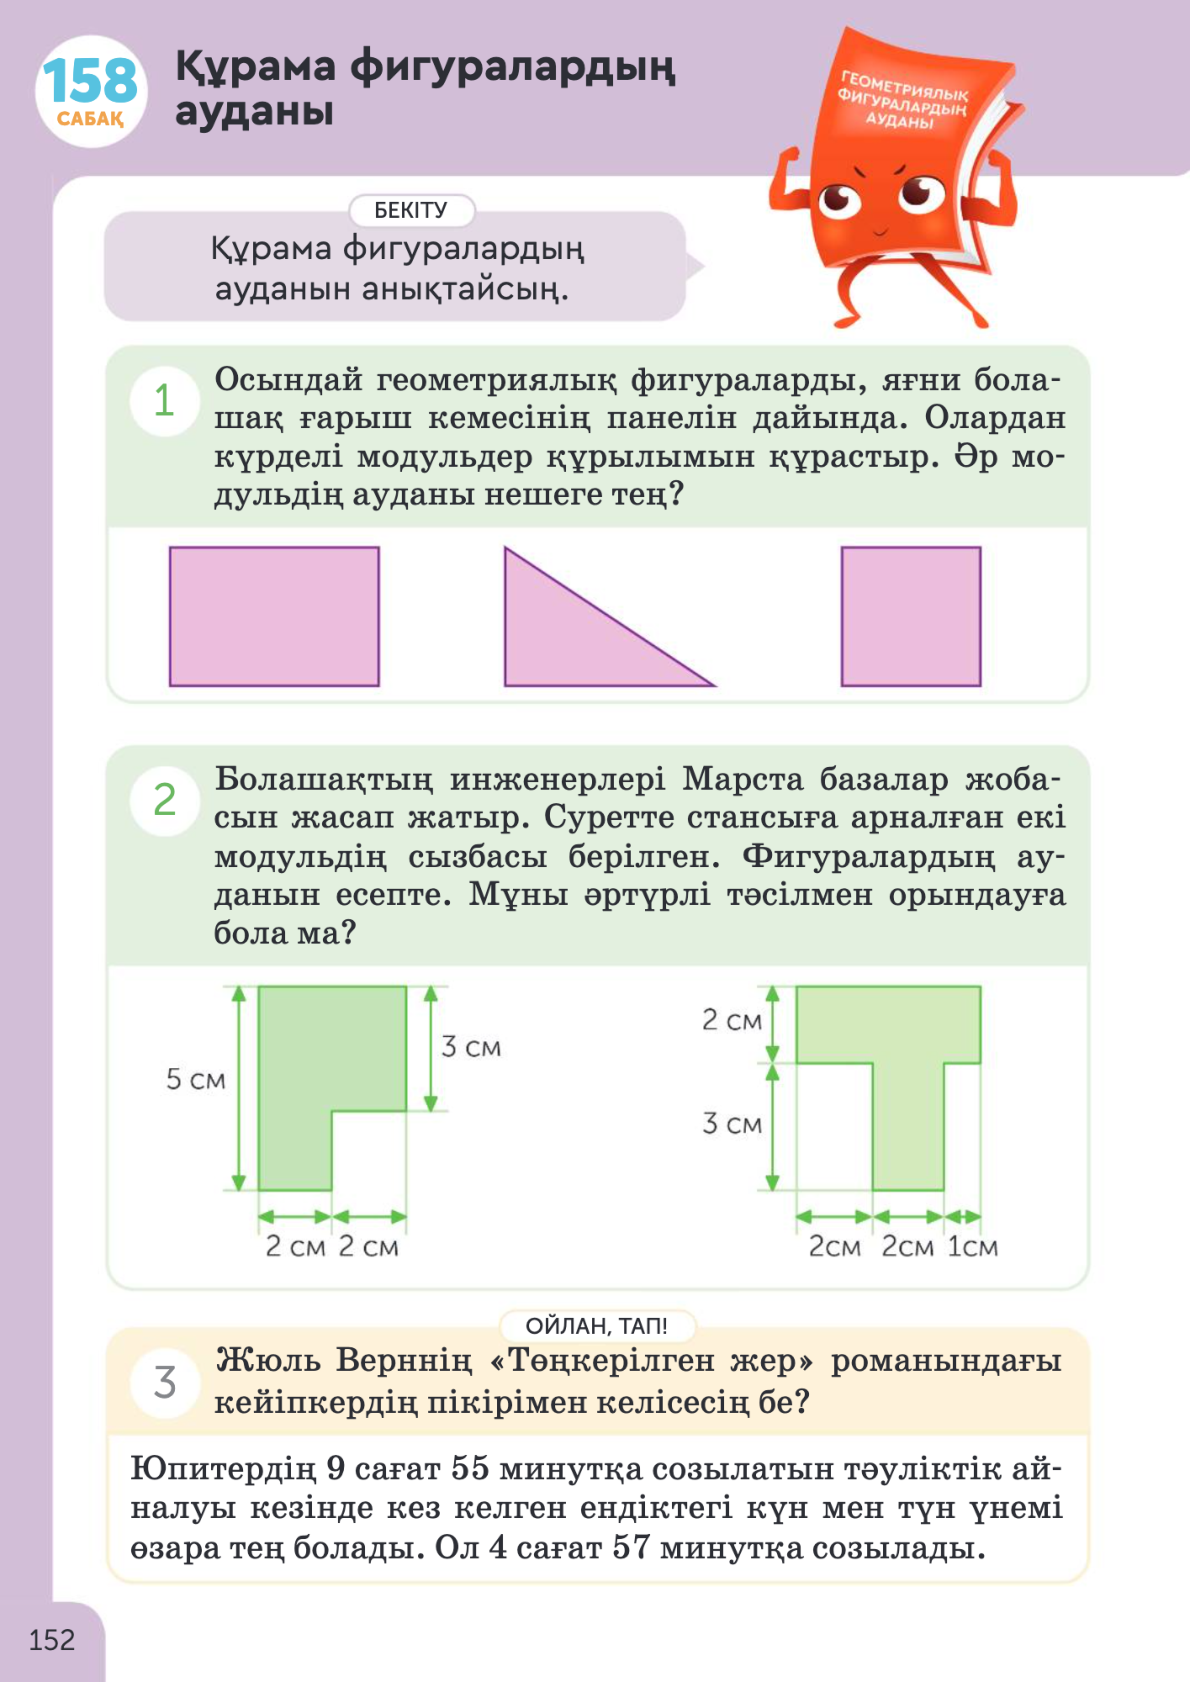 158
САБАҚ
Құрама фигуралардың
ауданы
ГЕОМЕТРИЯЛЫҚ
ФИГУРАЛАРДЫҢ
АУДАНЫ
БЕКІТУ
Құрама фигуралардың
ауданын анықтайсың.
1
Осындай геометриялық фигураларды, яғни бола-
шақ ғарыш кемесінің панелін дайында. Олардан
күрделі модульдер құрылымын құрастыр. Әр мо-
дульдің ауданы нешеге тең?
2
Болашақтың инженерлері Марста базалар жоба-
сын жасап жатыр. Суретте стансыға арналған екі
модульдің сызбасы берілген. Фигуралардың ау-
данын есепте. Мұны әртүрлі тәсілмен орындауға
бола ма?
5 см
3 см
2 см 2 см
2 см
3 см
2см 2см 1см
ОЙЛАН, ТАП!
3
Жюль Верннің «Төңкерілген жер» романындағы
кейіпкердің пікірімен келісесің бе?
Юпитердің 9 сағат 55 минутқа созылатын тәуліктік ай-
налуы кезінде кез келген ендіктегі күн мен түн үнемі
өзара тең болады. Ол 4 сағат 57 минутқа созылады.
152